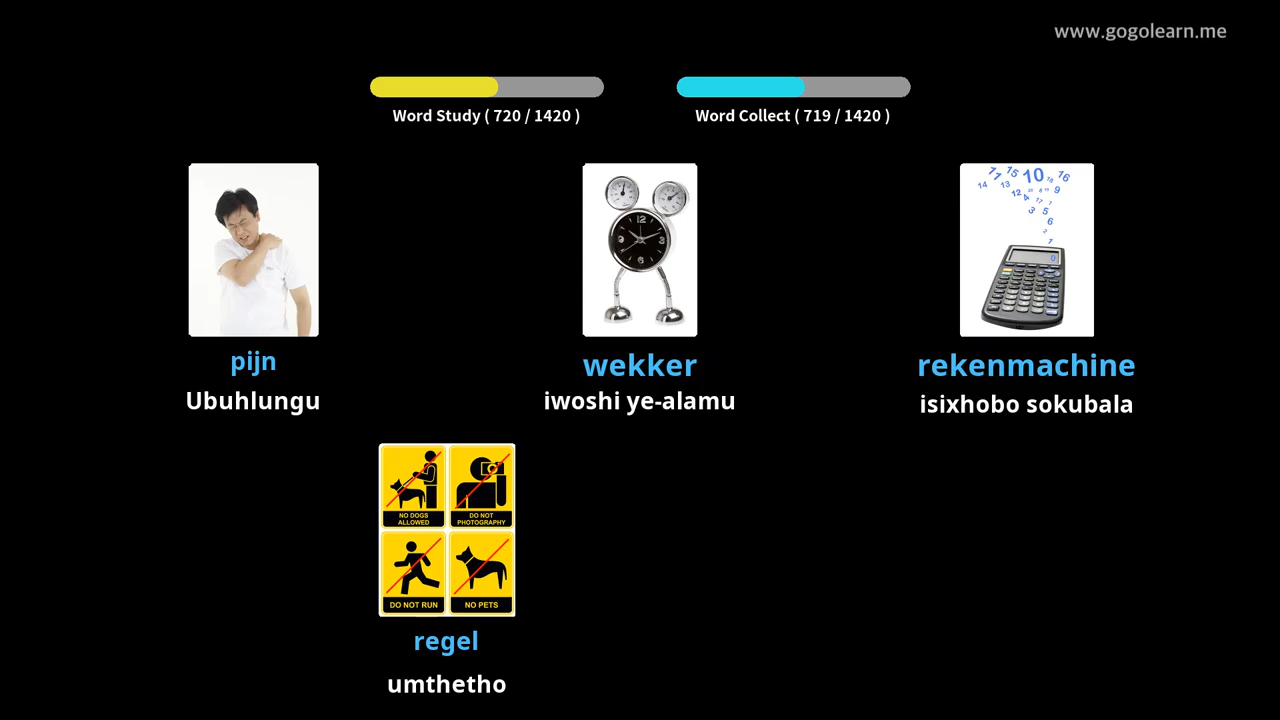 www.gogolearn.me
Word Study ( 720 / 1420 )
Word Collect ( 719 / 1420 )
pijn
Ubuhlungu
wekker
iwoshi ye-alamu
rekenmachine
isixhobo sokubala
NO DOGS
ALLOWED
DO NOT
PHOTOGRAPHY
DO NOT RUN
NO PETS
regel
umthetho